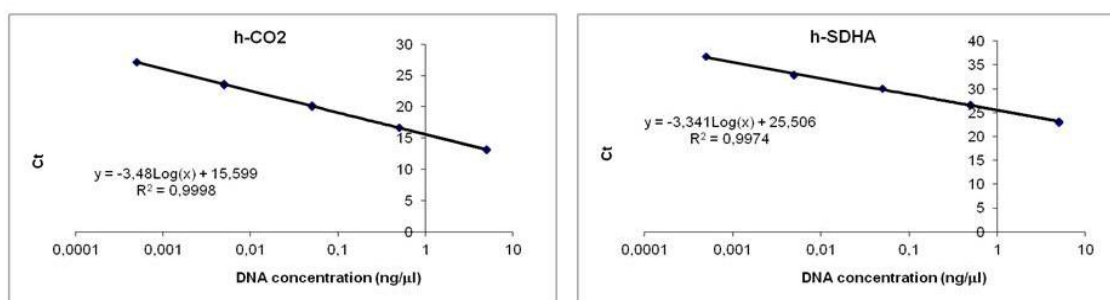 h-CO2
30
25
20
15
10
5
0
Ct
y = -3,48Log(x) + 15,599
R² = 0,9998
0,0001 0,001 0,01 0,1 1 10
DNA concentration (ng/µl)
h-SDHA
40
35
30
25
20
15
10
5
0
Ct
y = -3,341Log(x) + 25,506
R² = 0,9974
0,0001 0,001 0,01 0,1 1 10
DNA concentration (ng/µl)